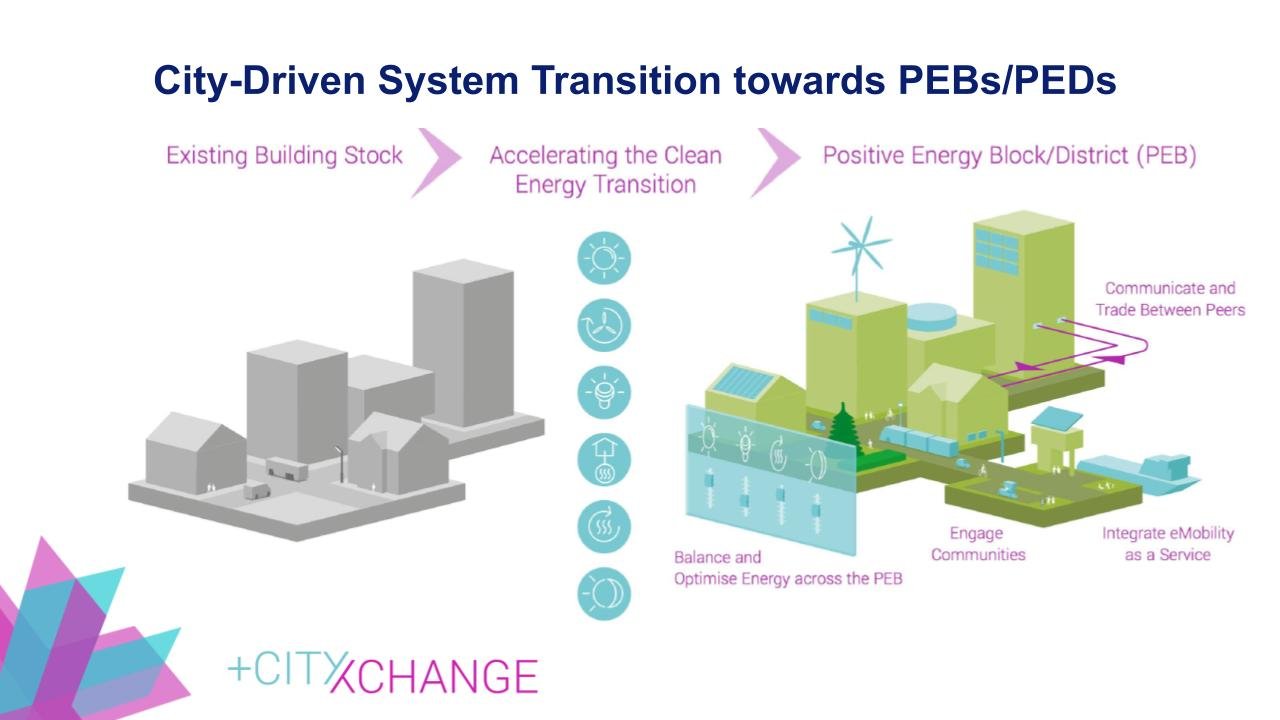 City-Driven System Transition towards PEBs/PEDs
Existing Building Stock
Accelerating the Clean
Energy Transition
Positive Energy Block/District (PEB)
Communicate and
Trade Between Peers
Engage
Communities
Integrate eMobility
as a Service
Balance and
Optimise Energy across the PEB
+CITYXCHANGE